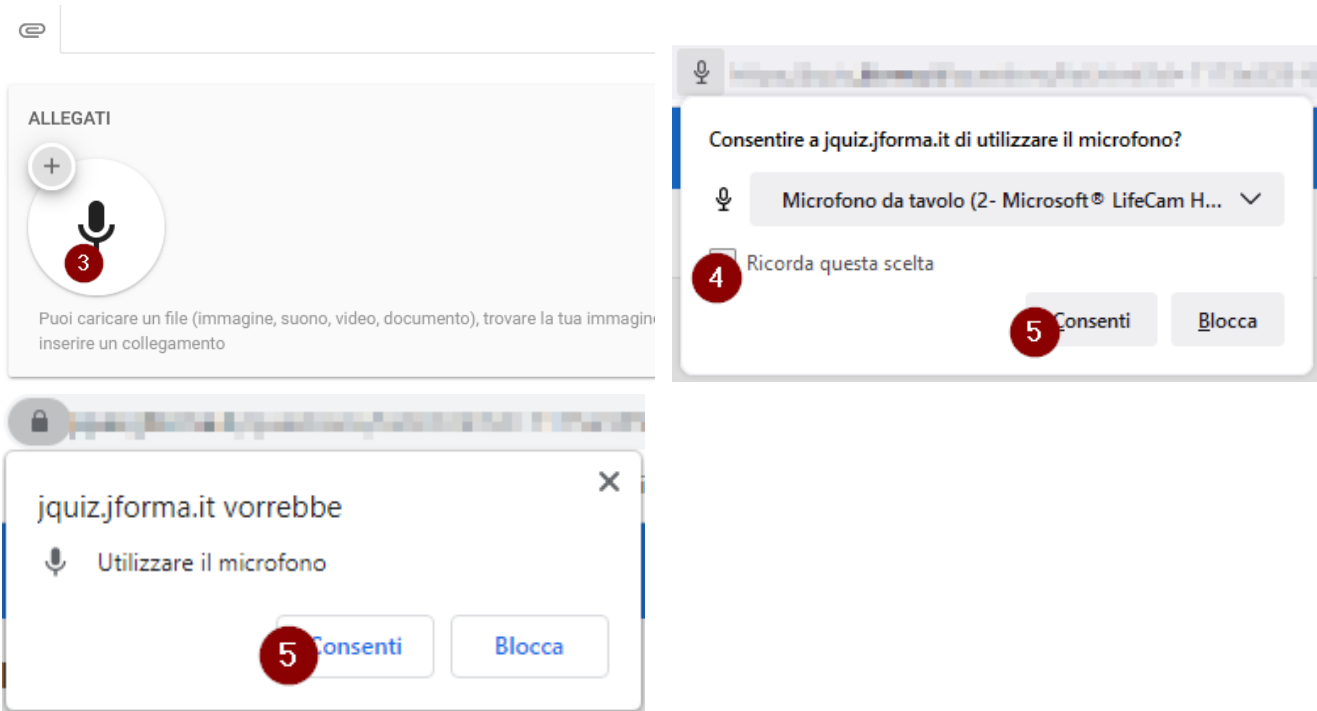 ALLEGATI
+
3
Puoi caricare un file (immagine, suono, video, documento), trovare la tua immagin
inserire un collegamento
Consentire a jquiz.jforma.it di utilizzare il microfono?
Microfono da tavolo (2- Microsoft® LifeCam H...
4 Ricorda questa scelta
5 Consenti Blocca
jquiz.jforma.it vorrebbe
Utilizzare il microfono
5 Consenti Blocca